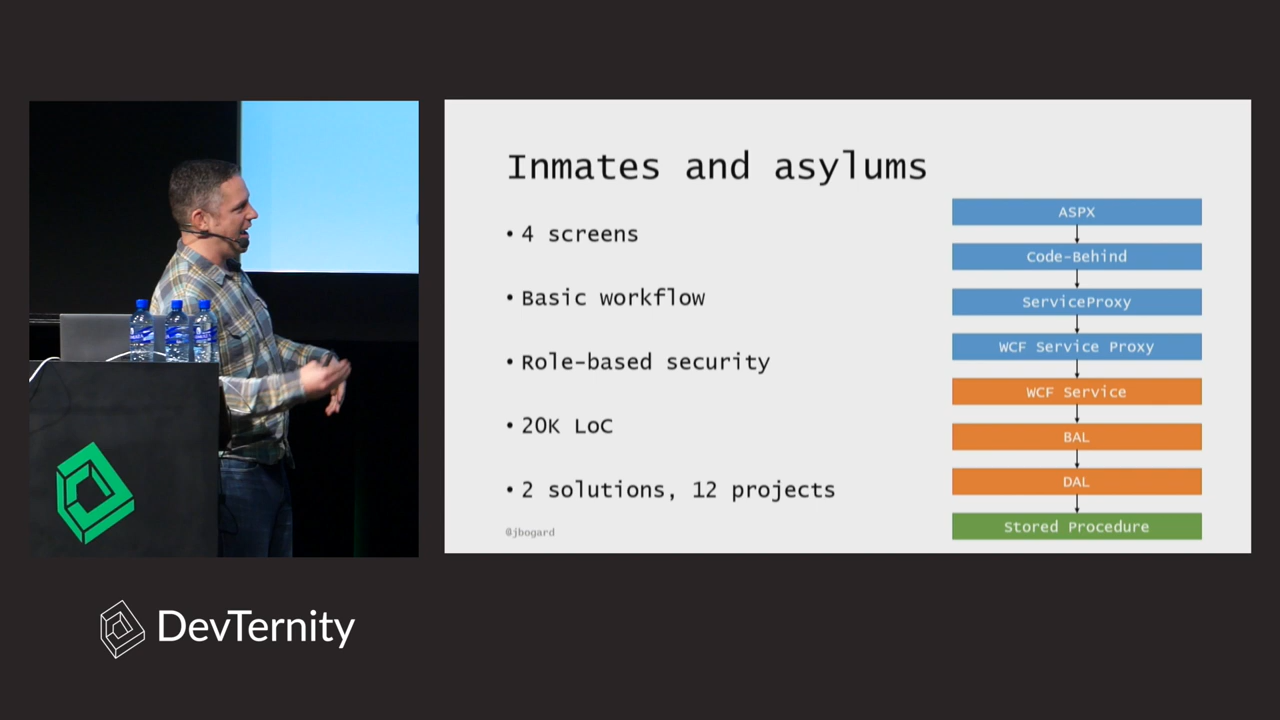 Inmates and asylums
• 4 screens
• Basic workflow
• Role-based security
• 20K LoC
• 2 solutions, 12 projects
@jbogard
ASPX
Code-Behind
ServiceProxy
WCF Service Proxy
WCF Service
BAL
DAL
Stored Procedure
DevTernity